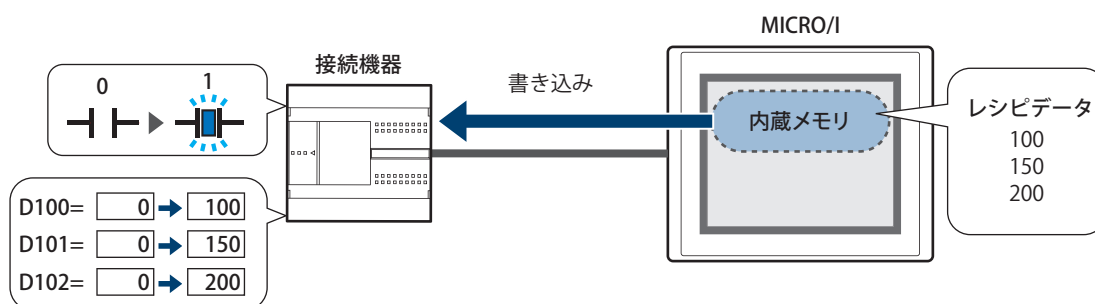 MICRO/I
接続機器
0 1
書き込み
内蔵メモリ
レシピデータ
100
150
200
D100= 0 100
D101= 0 150
D102= 0 200